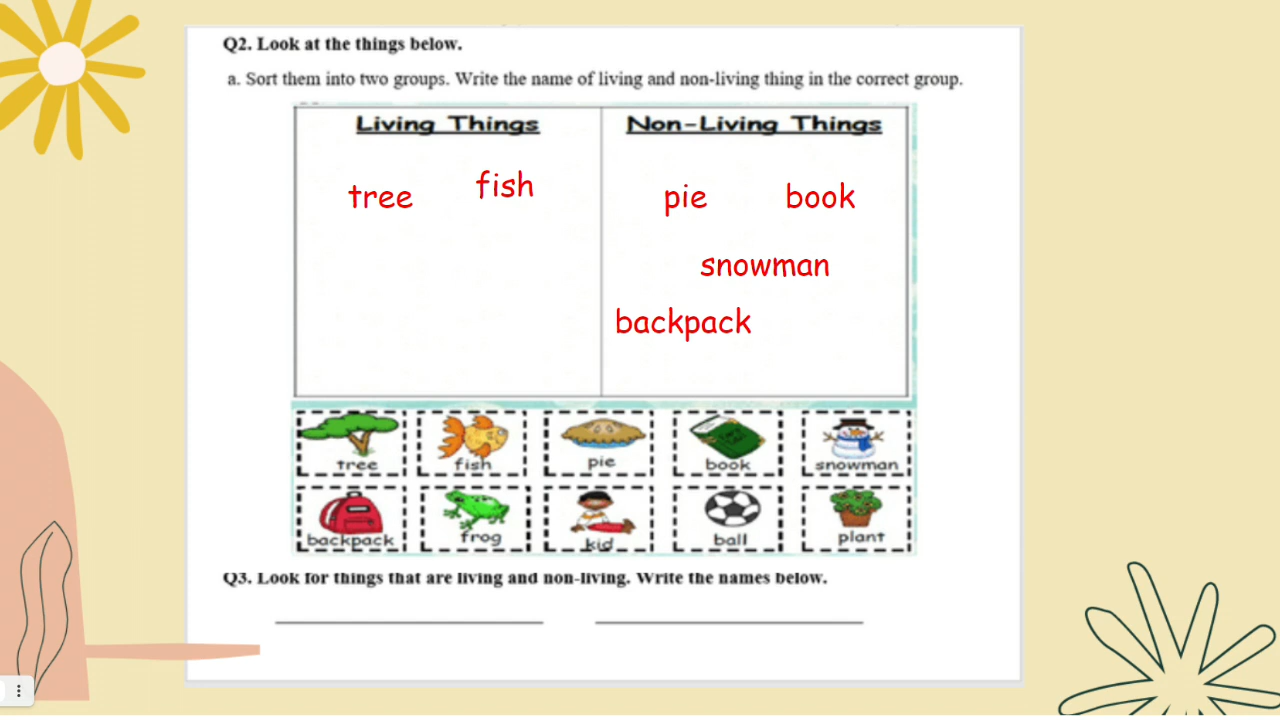 Q2. Look at the things below.
a. Sort them into two groups. Write the name of living and non-living thing in the correct group.
Living Things Non-Living Things
tree fish pie book
snowman
backpack
tree fish pie book snowman
backpack frog kid ball plant
Q3. Look for things that are living and non-living. Write the names below.